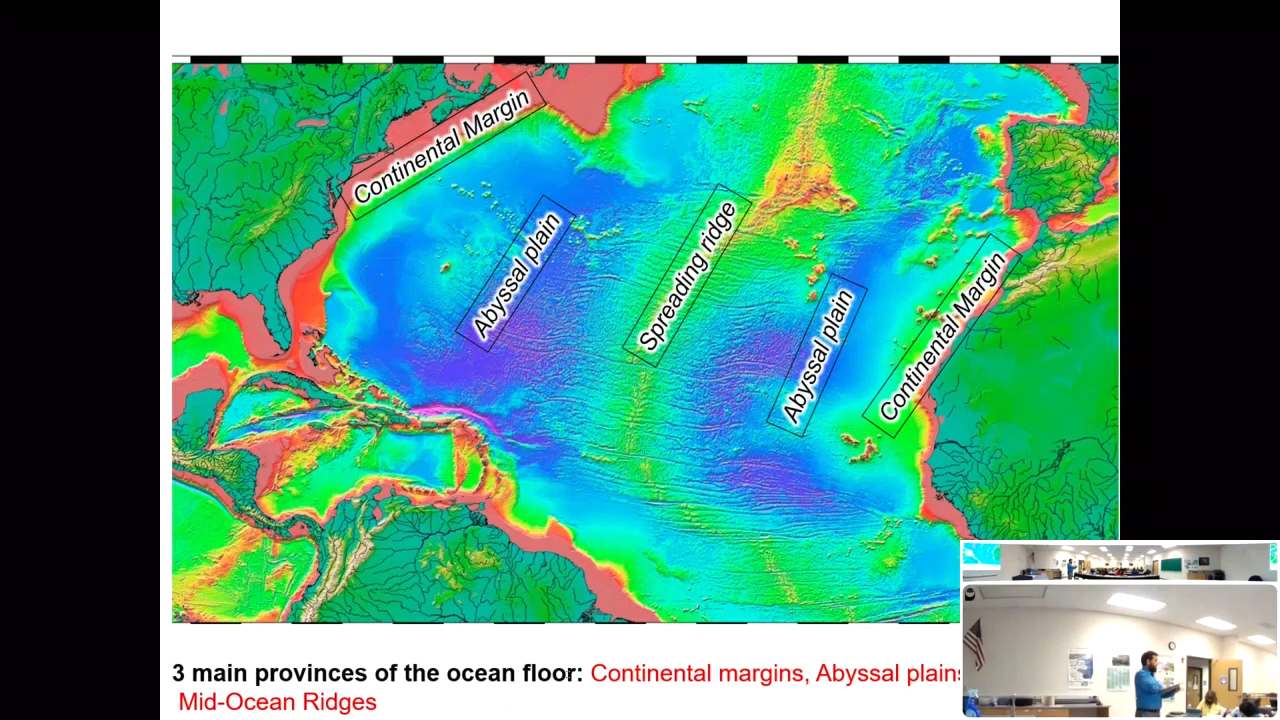 Continental Margin
Abyssal plain
Spreading ridge
Abyssal plain
Continental Margin
3 main provinces of the ocean floor: Continental margins, Abyssal plains
Mid-Ocean Ridges